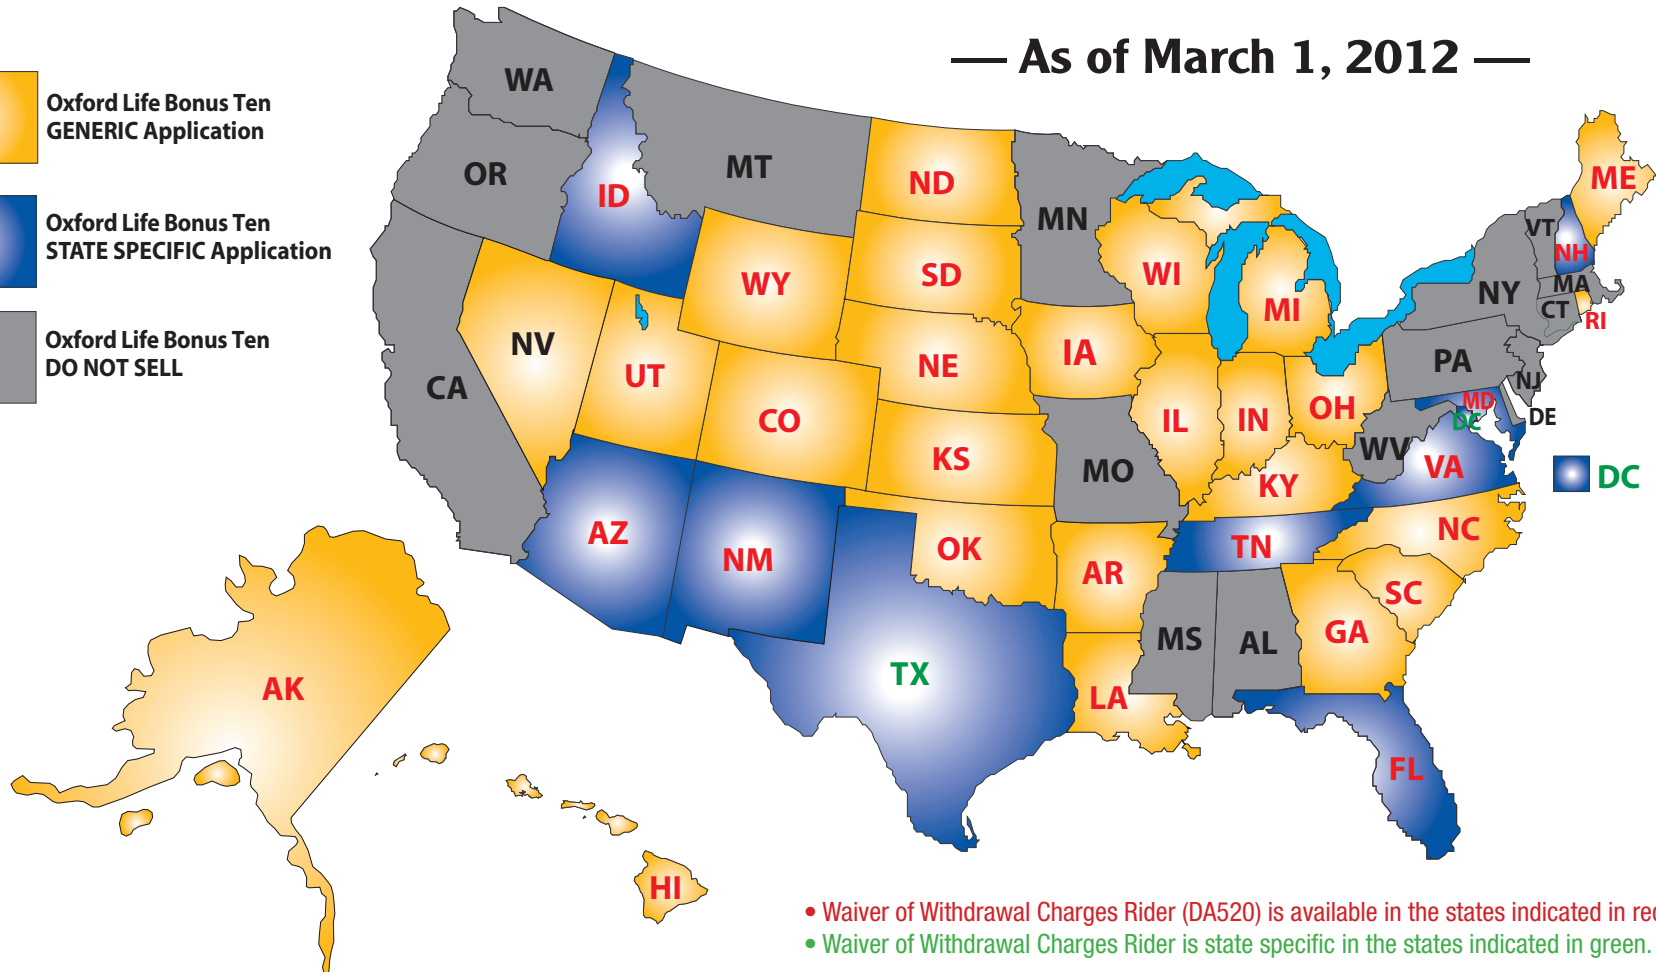 — As of March 1, 2012 —
Oxford Life Bonus Ten
GENERIC Application
Oxford Life Bonus Ten
STATE SPECIFIC Application
Oxford Life Bonus Ten
DO NOT SELL
WA
OR
CA
ID
MT
NV
UT
WY
CO
AZ
NM
ND
SD
NE
KS
OK
TX
MN
IA
MO
AR
LA
WI
IL
MI
IN
OH
KY
TN
MS
AL
GA
FL
SC
NC
VA
WV
PA
NY
VT
NH
ME
MA
CT
RI
NJ
DE
MD
DC
DC
AK
HI
• Waiver of Withdrawal Charges Rider (DA520) is available in the states indicated in rec
• Waiver of Withdrawal Charges Rider is state specific in the states indicated in green.